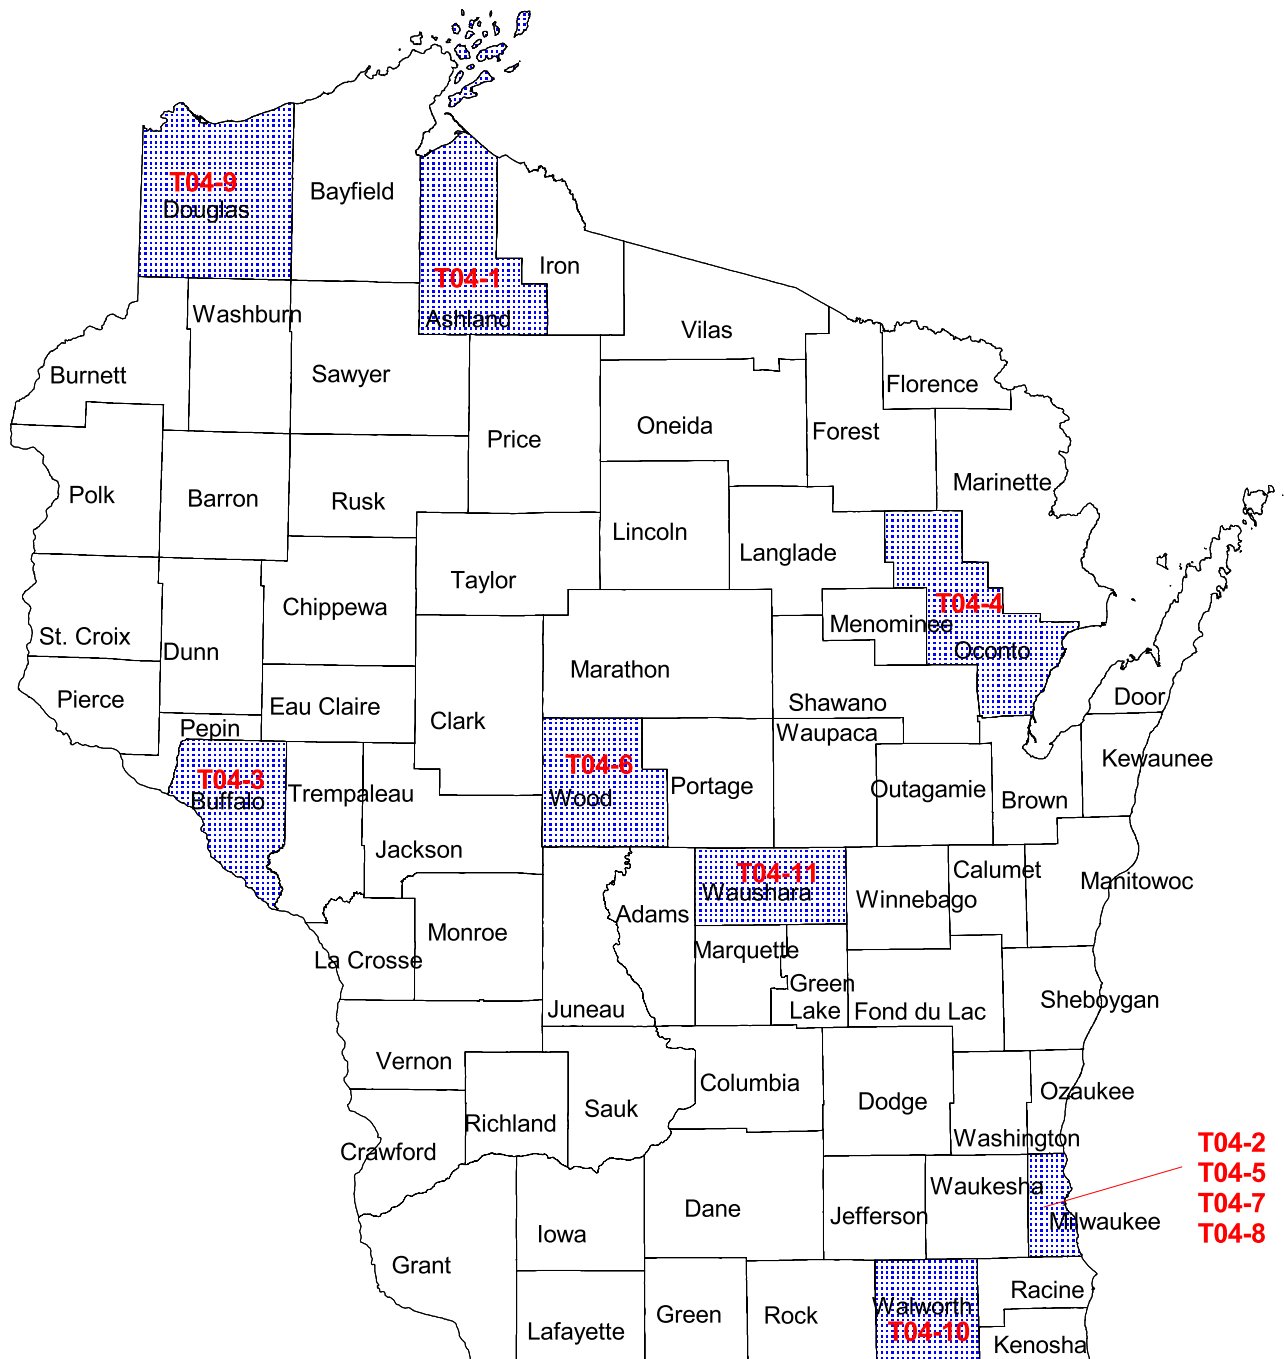 T04-9
Douglas
Bayfield
T04-1
Ashland
Iron
Washburn
Vilas
Burnett
Sawyer
Florence
Price
Oneida
Forest
Marinette
Polk
Barron
Rusk
Lincoln
Langlade
Taylor
Chippewa
T04-4
Menominee
Oconto
St. Croix
Dunn
Marathon
Pierce
Eau Claire
Shawano
Door
Pepin
Clark
Waupaca
Kewaunee
T04-3
Buffalo
Trempaleau
T04-6
Wood
Portage
Outagamie
Brown
Jackson
T04-11
Waushara
Calumet
Winnebago
Manitowoc
Adams
Monroe
Marquette
La Crosse
Green
Lake
Juneau
Fond du Lac
Sheboygan
Vernon
Columbia
Dodge
Ozaukee
Richland
Sauk
Washington
Crawford
T04-2
T04-5
T04-7
T04-8
Waukesha
Milwaukee
Dane
Jefferson
Iowa
Grant
Racine
Walworth
T04-10
Green
Rock
Lafayette
Kenosha